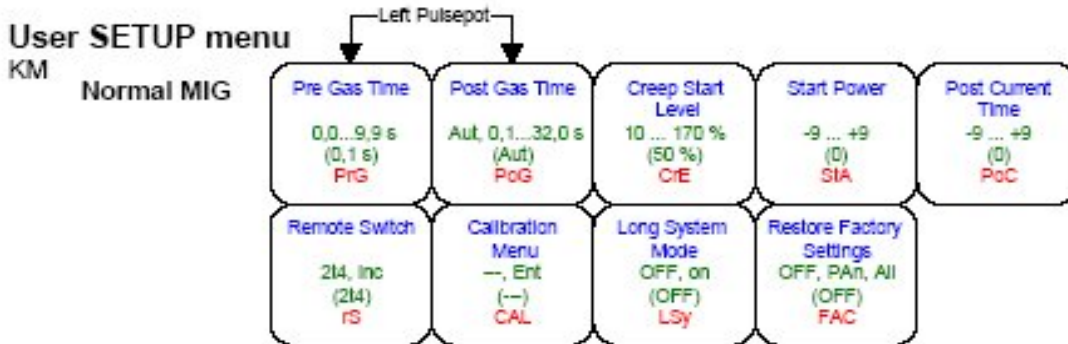 Left Pulsepot
User SETUP menu
KM
Normal MIG
Pre Gas Time
0,0...9,9 s
(0,1 s)
PrG
Post Gas Time
Aut, 0,1...32,0 s
(Aut)
PoG
Creep Start
Level
10 ... 170 %
(50 %)
CrE
Start Power
-9 ... +9
(0)
StA
Post Current
Time
-9 ... +9
(0)
PoC
Remote Switch
2t4, Inc
(2t4)
rS
Calibration
Menu
---, Ent
(---)
CAL
Long System
Mode
OFF, on
(OFF)
LSy
Restore Factory
Settings
OFF, PAn, All
(OFF)
FAC